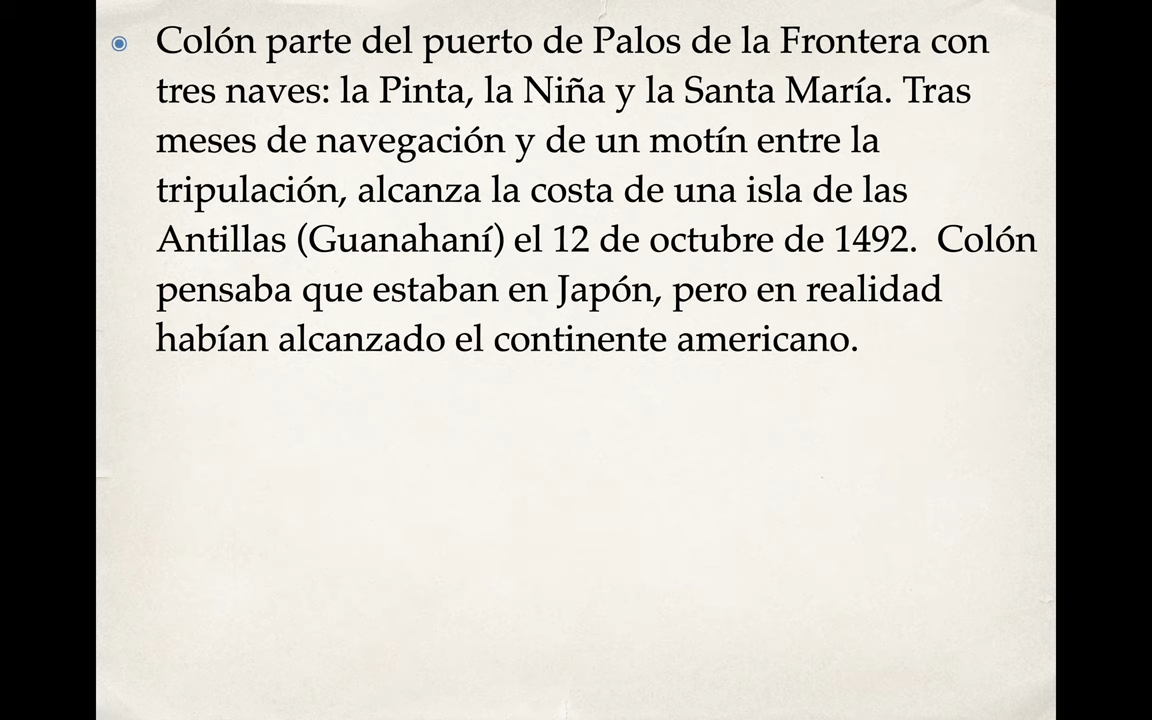 Colón parte del puerto de Palos de la Frontera con
tres naves: la Pinta, la Niña y la Santa María. Tras
meses de navegación y de un motín entre la
tripulación, alcanza la costa de una isla de las
Antillas (Guanahaní) el 12 de octubre de 1492.  Colón
pensaba que estaban en Japón, pero en realidad
habían alcanzado el continente americano.